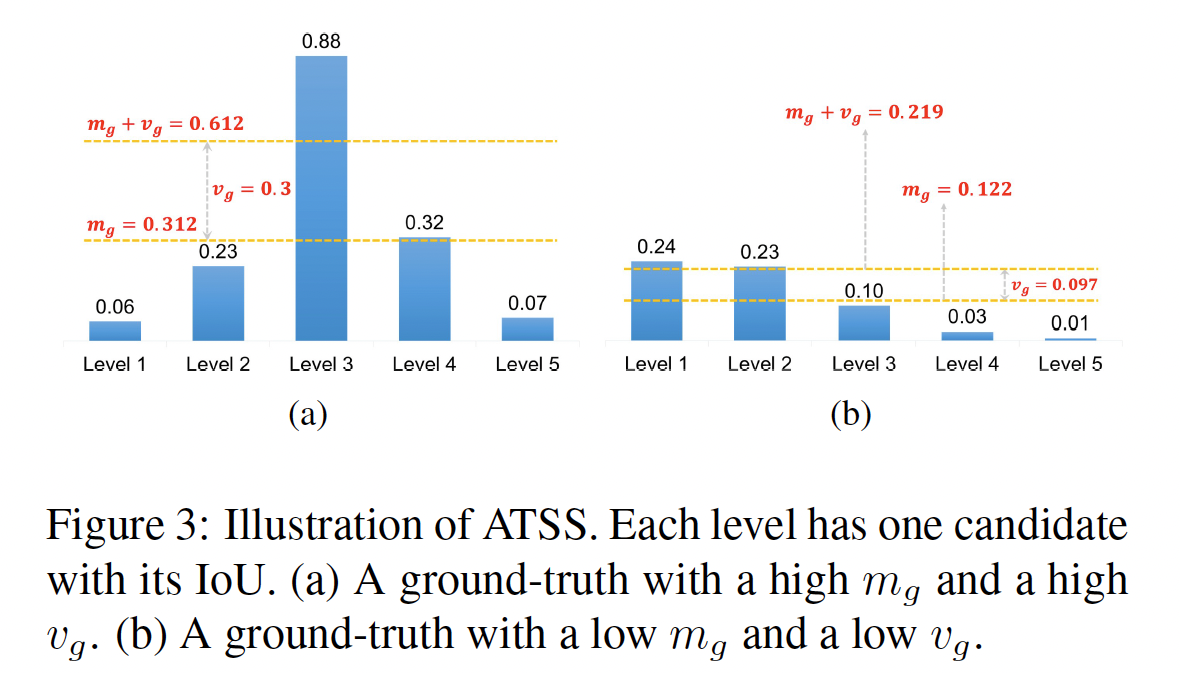 0.88
m_g + v_g = 0.612
v_g = 0.3
m_g = 0.312
0.32
0.23
0.06
0.07
Level 1 Level 2 Level 3 Level 4 Level 5
(a)
m_g + v_g = 0.219
m_g = 0.122
0.24
0.23
v_g = 0.097
0.10
0.03
0.01
Level 1 Level 2 Level 3 Level 4 Level 5
(b)
Figure 3: Illustration of ATSS. Each level has one candidate
with its IoU. (a) A ground-truth with a high m_g and a high
v_g. (b) A ground-truth with a low m_g and a low v_g.